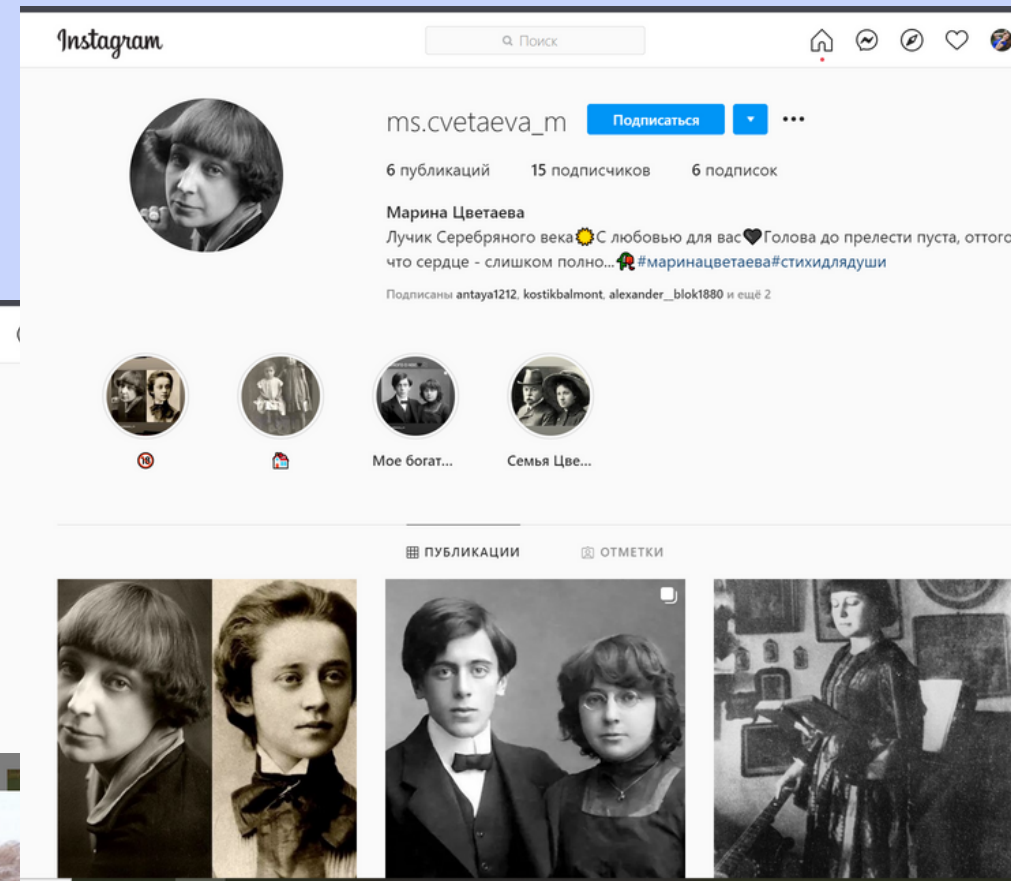 Instagram
Поиск
ms.cvetaeva_m Подписаться
6 публикаций 15 подписчиков 6 подписок
Марина Цветаева
Лучик Серебряного века🌞С любовью для вас🖤Голова до прелести пуста, оттого
что сердце - слишком полно...🥀#маринацветаева#стихидлядуши
Подписаны antaya1212, kostikbalmont, alexander__blok1880 и ещё 2
🔞 🏠 Мое богат... Семья Цве...
ПУБЛИКАЦИИ ОТМЕТКИ